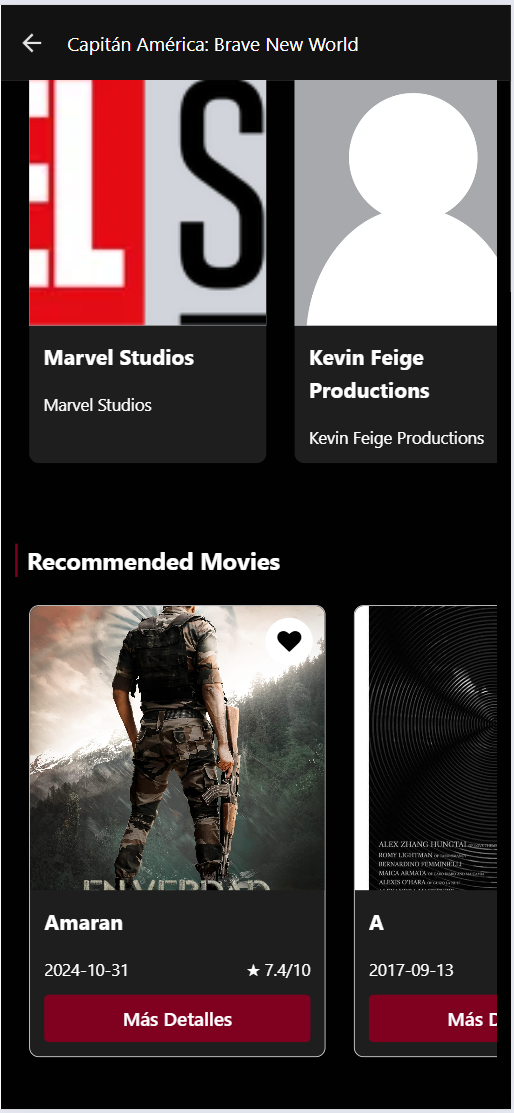 Capitán América: Brave New World
EL S
Marvel Studios
Marvel Studios
Kevin Feige
Productions
Kevin Feige Productions
Recommended Movies
ALEX ZHANG HUNGTAI
ROMY LIGHTMAN
BERNARDINO FEMMINIELLI
MAICA ARMATA
ALEXIS O'HARA
Amaran
2024-10-31
★ 7.4/10
Más Detalles
A
2017-09-13
Más D